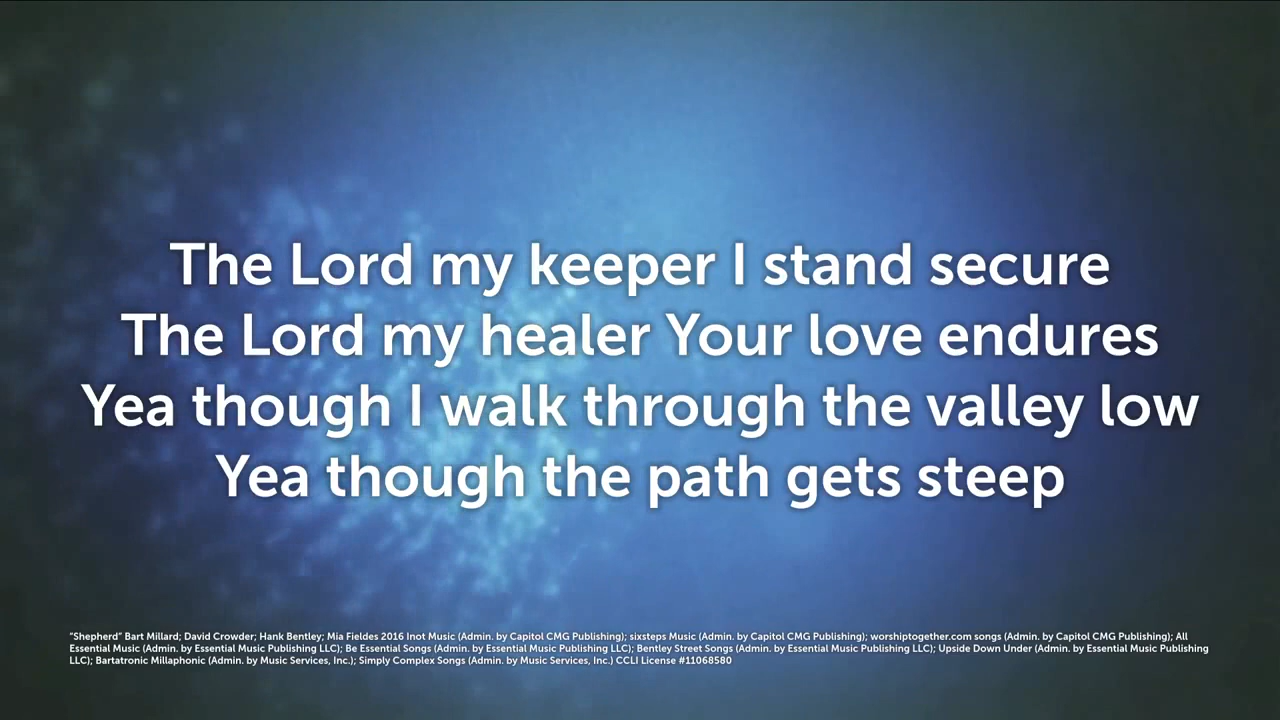 The Lord my keeper I stand secure
The Lord my healer Your love endures
Yea though I walk through the valley low
Yea though the path gets steep
"Shepherd" Bart Millard; David Crowder; Hank Bentley; Mia Fieldes 2016 Inot Music (Admin. by Capitol CMG Publishing); sixsteps Music (Admin. by Capitol CMG Publishing); worshiptogether.com songs (Admin. by Capitol CMG Publishing); All
Essential Music (Admin. by Essential Music Publishing LLC); Be Essential Songs (Admin. by Essential Music Publishing LLC); Bentley Street Songs (Admin. by Essential Music Publishing LLC); Upside Down Under (Admin. by Essential Music Publishing
LLC); Bartatronic Millaphonic (Admin. by Music Services, Inc.); Simply Complex Songs (Admin. by Music Services, Inc.) CCLI License #11068580